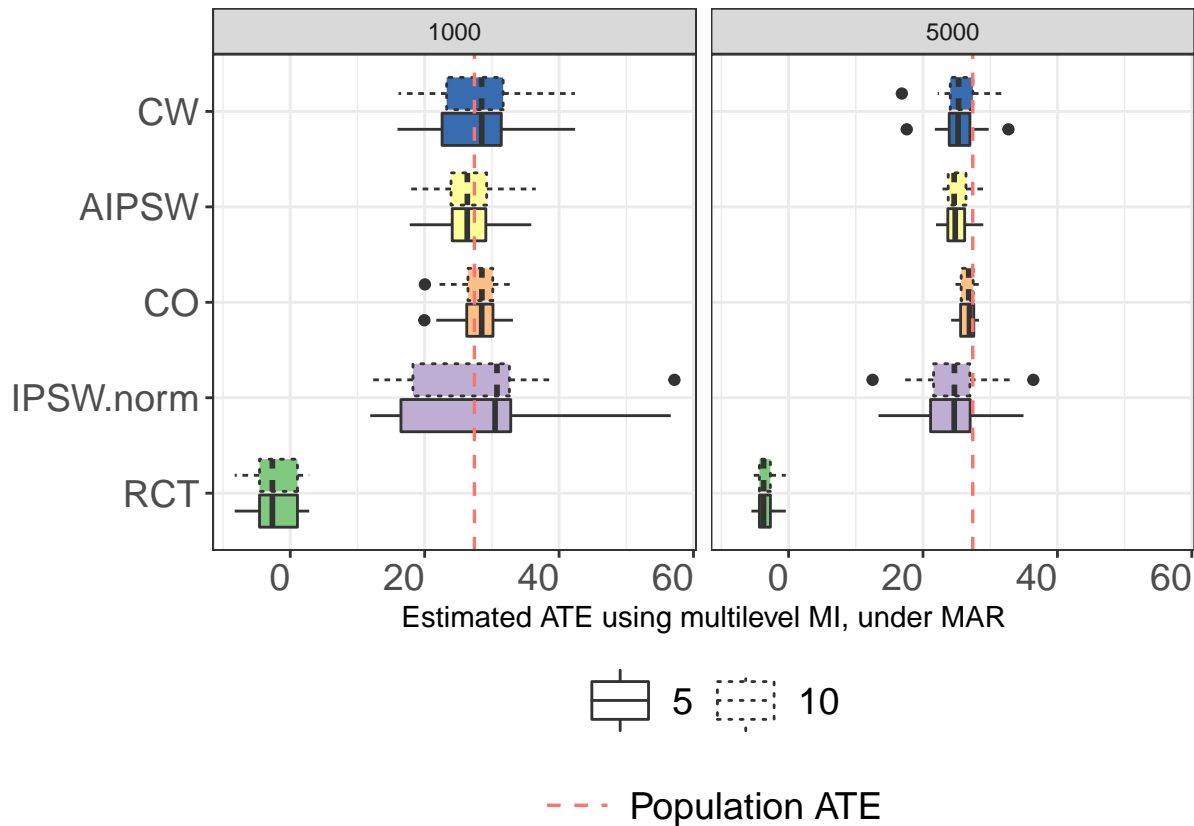 1000
5000
CW
AIPSW
CO
IPSW.norm
RCT
0 20 40 60
0 20 40 60
Estimated ATE using multilevel MI, under MAR
5 10
Population ATE